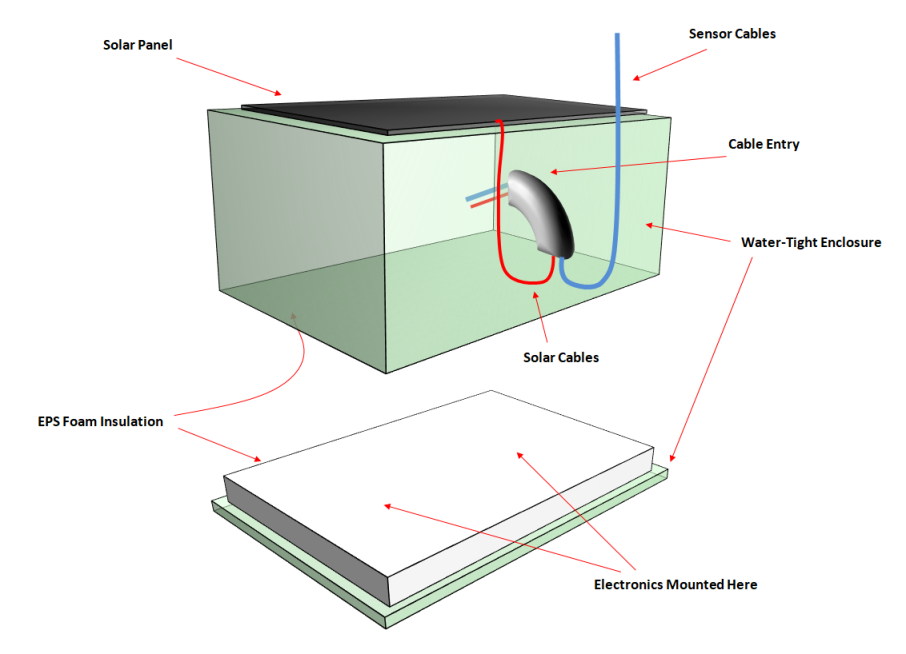 Solar Panel
Sensor Cables
Cable Entry
Water-Tight Enclosure
Solar Cables
EPS Foam Insulation
Electronics Mounted Here